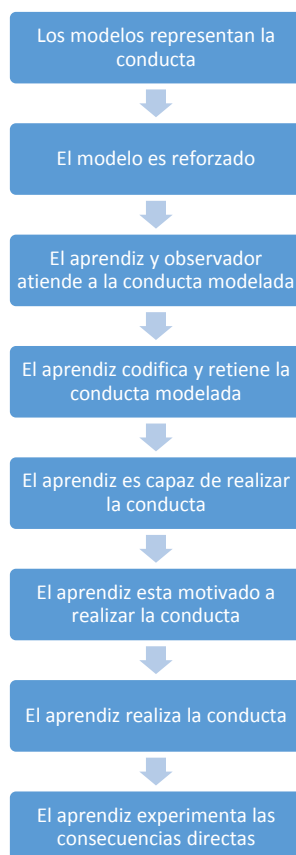 Los modelos representan la
conducta
El modelo es reforzado
El aprendiz y observador
atiende a la conducta modelada
El aprendiz codifica y retiene la
conducta modelada
El aprendiz es capaz de realizar
la conducta
El aprendiz esta motivado a
realizar la conducta
El aprendiz realiza la conducta
El aprendiz experimenta las
consecuencias directas